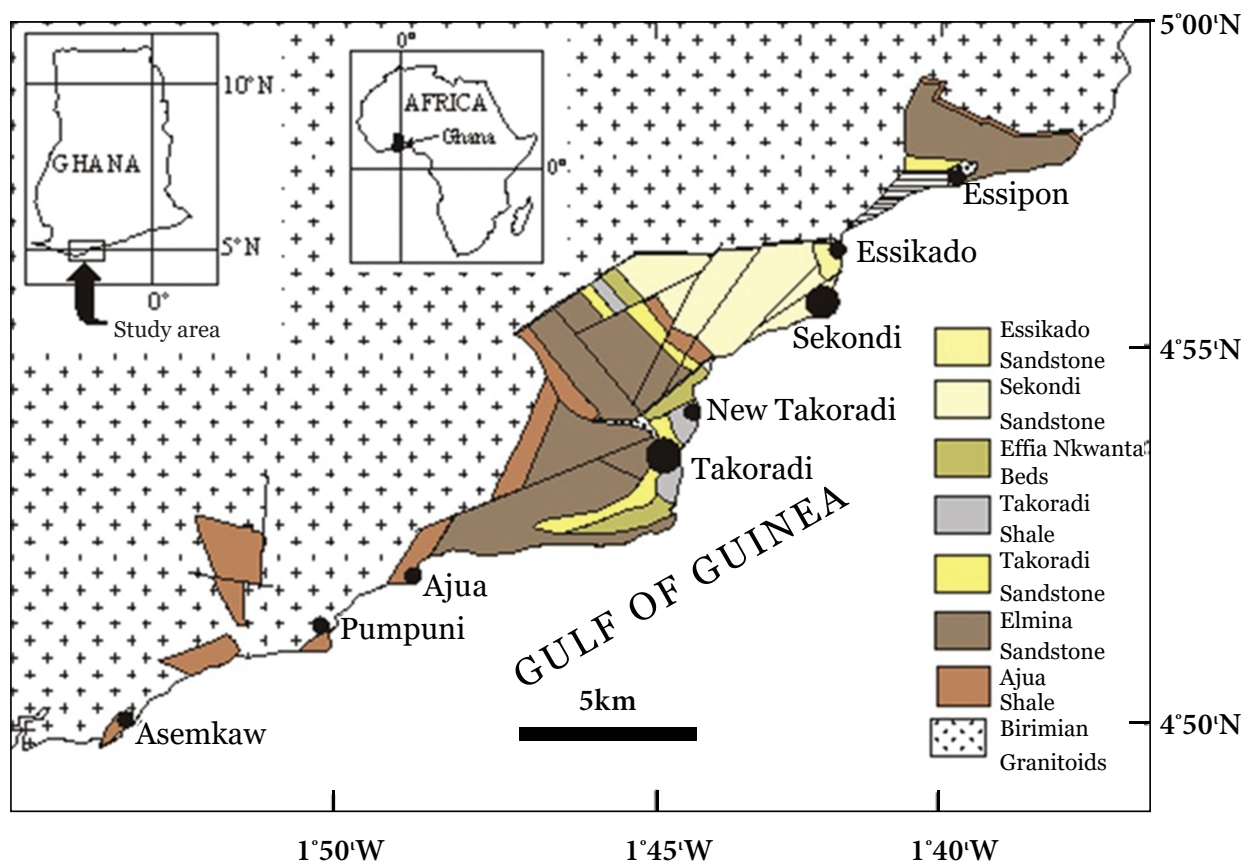 5°00'N
0°
10°N
AFRICA
Ghana
GHANA
0°
5°N
0°
Study area
Essipon
Essikado
Sekondi
4°55'N
New Takoradi
Takoradi
Ajua
Pumpuni
Asemkaw
GULF OF GUINEA
5km
Essikado
Sandstone
Sekondi
Sandstone
Effia Nkwanta
Beds
Takoradi
Shale
Takoradi
Sandstone
Elmina
Sandstone
Ajua
Shale
Birimian
Granitoids
4°50'N
1°50'W
1°45'W
1°40'W